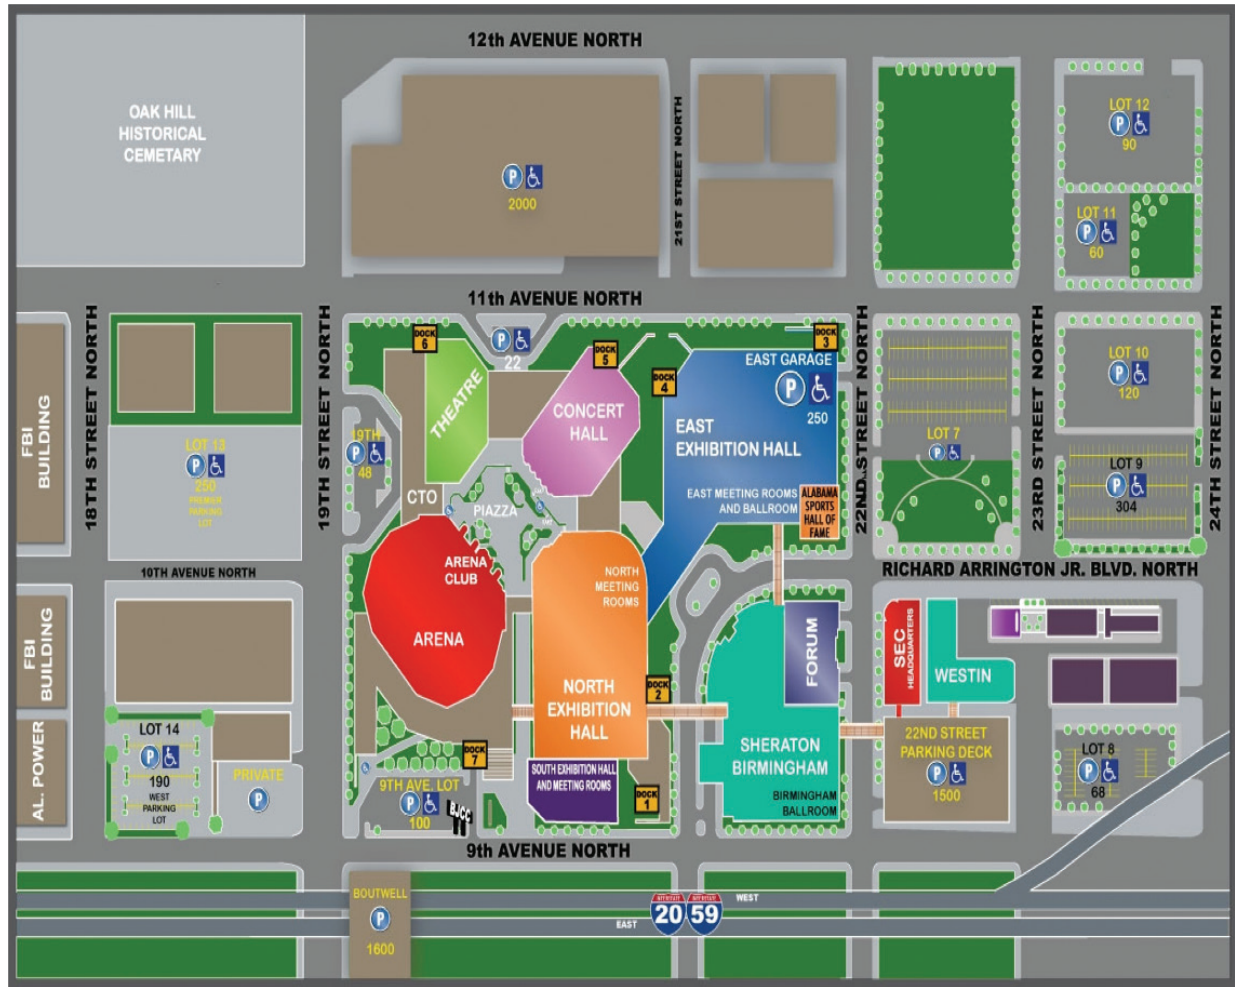 12th AVENUE NORTH
OAK HILL
HISTORICAL
CEMETARY
P
2000
21ST STREET NORTH
LOT 12
P
90
LOT 11
P
60
11th AVENUE NORTH
FBI
BUILDING
18TH STREET NORTH
LOT 13
P
250
PREMIER
PARKING
LOT
19TH STREET NORTH
DOCK
6
P
22
DOCK
5
DOCK
3
DOCK
4
THEATRE
CONCERT
HALL
EAST GARAGE
P
250
EAST
EXHIBITION HALL
EAST MEETING ROOMS
AND BALLROOM
ALABAMA
SPORTS
HALL OF
FAME
19TH
P
48
CTO
PIAZZA
22ND STREET NORTH
LOT 7
P
23RD STREET NORTH
LOT 10
P
120
LOT 9
P
304
24TH STREET NORTH
10TH AVENUE NORTH
RICHARD ARRINGTON JR. BLVD. NORTH
FBI
BUILDING
AL. POWER
ARENA
CLUB
ARENA
NORTH
MEETING
ROOMS
NORTH
EXHIBITION
HALL
DOCK
2
FORUM
SEC
HEADQUARTERS
WESTIN
SHERATON
BIRMINGHAM
BIRMINGHAM
BALLROOM
22ND STREET
PARKING DECK
P
1500
LOT 8
P
68
LOT 14
P
190
WEST
PARKING
LOT
PRIVATE
P
DOCK
7
9TH AVE. LOT
P
100
BJCC
SOUTH EXHIBITION HALL
AND MEETING ROOMS
DOCK
1
9th AVENUE NORTH
BOUTWELL
P
1600
EAST
INTERSTATE
20
INTERSTATE
59
WEST